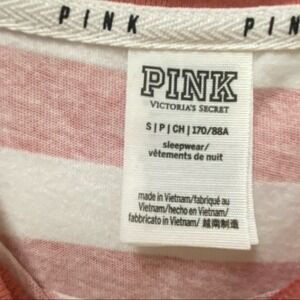 PINK PIN
PINK
VICTORIA'S SECRET
S | P | CH | 170/88A
sleepwear/
vêtements de nuit
made in Vietnam/fabriqué au
Vietnam/hecho en Vietnam/
fabbricato in Vietnam/ 越南制造